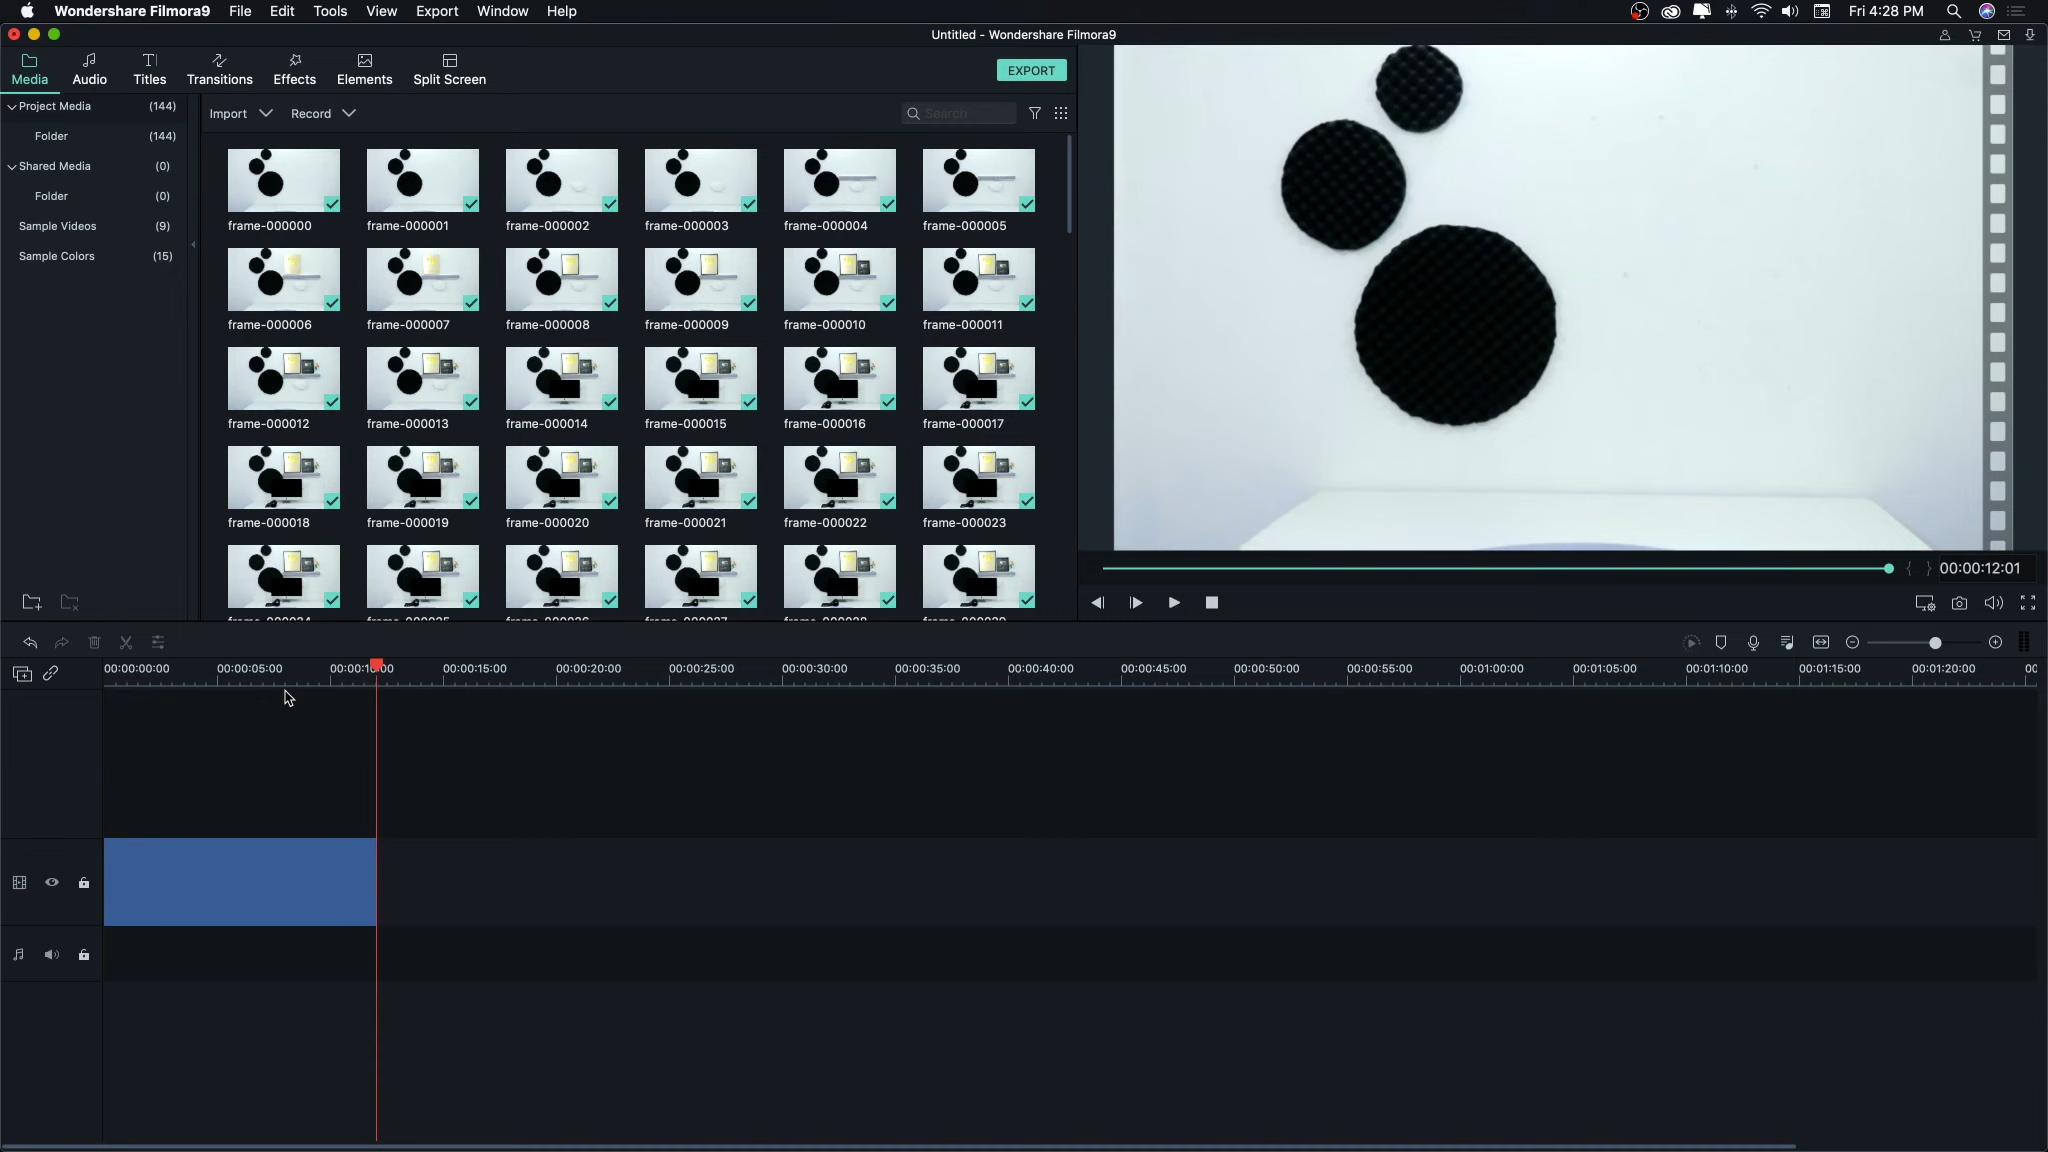 Wondershare Filmora9 File Edit Tools View Export Window Help Fri 4:28 PM
Untitled - Wondershare Filmora9
Media Audio Titles Transitions Effects Elements Split Screen EXPORT
Project Media (144)
Folder (144)
Shared Media (0)
Folder (0)
Sample Videos (9)
Sample Colors (15)
Import Record Search
frame-000000 frame-000001 frame-000002 frame-000003 frame-000004 frame-000005
frame-000006 frame-000007 frame-000008 frame-000009 frame-000010 frame-000011
frame-000012 frame-000013 frame-000014 frame-000015 frame-000016 frame-000017
frame-000018 frame-000019 frame-000020 frame-000021 frame-000022 frame-000023
00:00:12:01
00:00:00:00 00:00:05:00 00:00:10:00 00:00:15:00 00:00:20:00 00:00:25:00 00:00:30:00 00:00:35:00 00:00:40:00 00:00:45:00 00:00:50:00 00:00:55:00 00:01:00:00 00:01:05:00 00:01:10:00 00:01:15:00 00:01:20:00